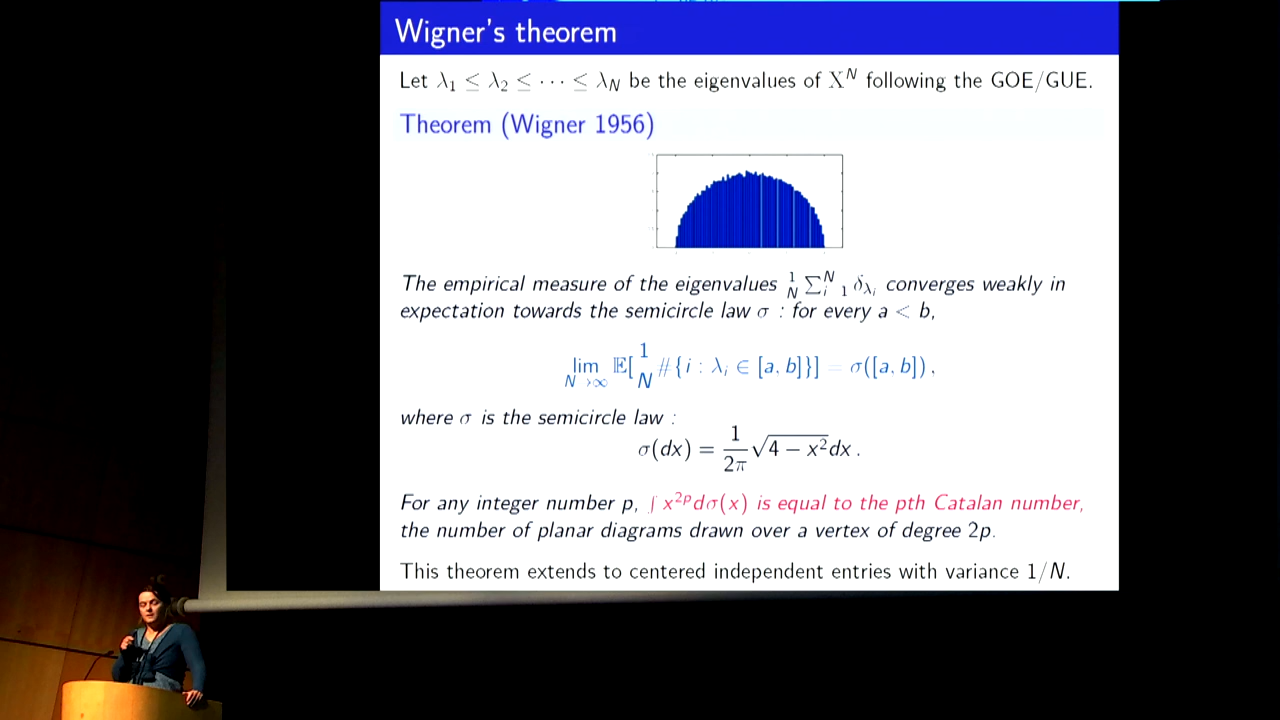 Wigner's theorem
Let λ₁ ≤ λ₂ ≤ ⋯ ≤ λ_N be the eigenvalues of X^N following the GOE/GUE.
Theorem (Wigner 1956)
The empirical measure of the eigenvalues 1/N ∑_{i=1}^N δ_{λ_i} converges weakly in
expectation towards the semicircle law σ : for every a < b,
lim_{N→∞} 𝔼[1/N #{i : λ_i ∈ [a, b]}] = σ([a, b]) ,
where σ is the semicircle law :
σ(dx) = 1/2π √(4 − x²)dx .
For any integer number p, ∫ x^{2p}dσ(x) is equal to the pth Catalan number,
the number of planar diagrams drawn over a vertex of degree 2p.
This theorem extends to centered independent entries with variance 1/N.